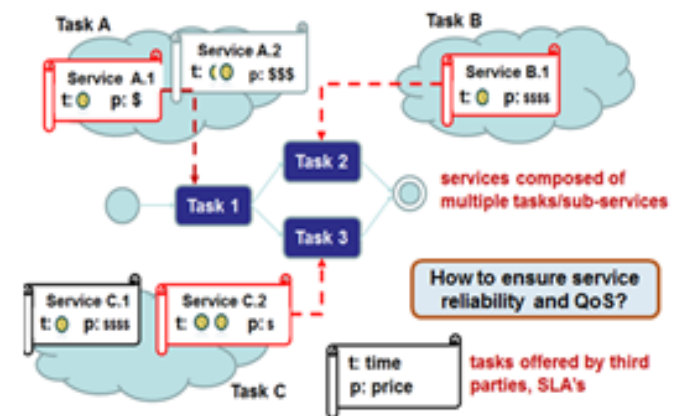 Task A
Task B
Service A.2
t: p: $$$
Service A.1
t: p: $
Service B.1
t: p: ssss
Task 2
Task 1
services composed of
multiple tasks/sub-services
Task 3
How to ensure service
reliability and QoS?
Service C.1
t: p: ssss
Service C.2
t: p: s
t: time
p: price
tasks offered by third
parties, SLA's
Task C